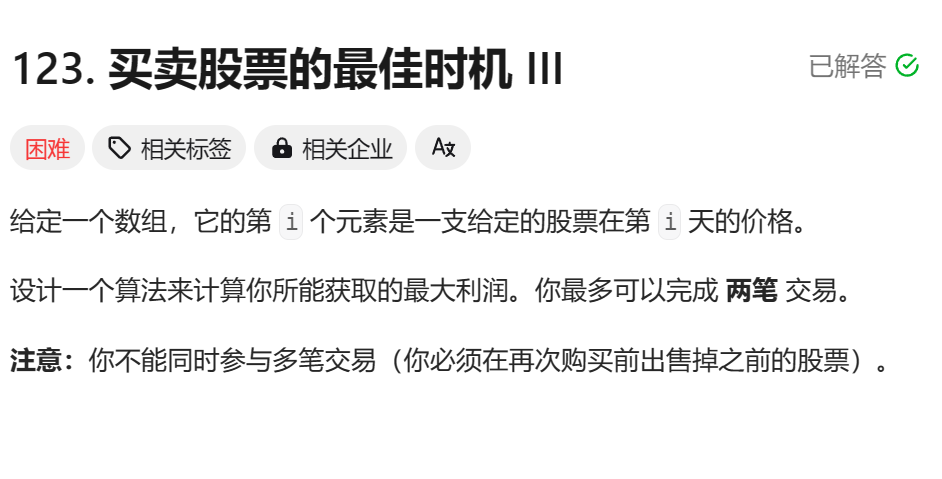 123. 买卖股票的最佳时机 III 已解答
困难 相关标签 相关企业 A文
给定一个数组，它的第 i 个元素是一支给定的股票在第 i 天的价格。
设计一个算法来计算你所能获取的最大利润。你最多可以完成 两笔 交易。
注意：你不能同时参与多笔交易（你必须在再次购买前出售掉之前的股票）。